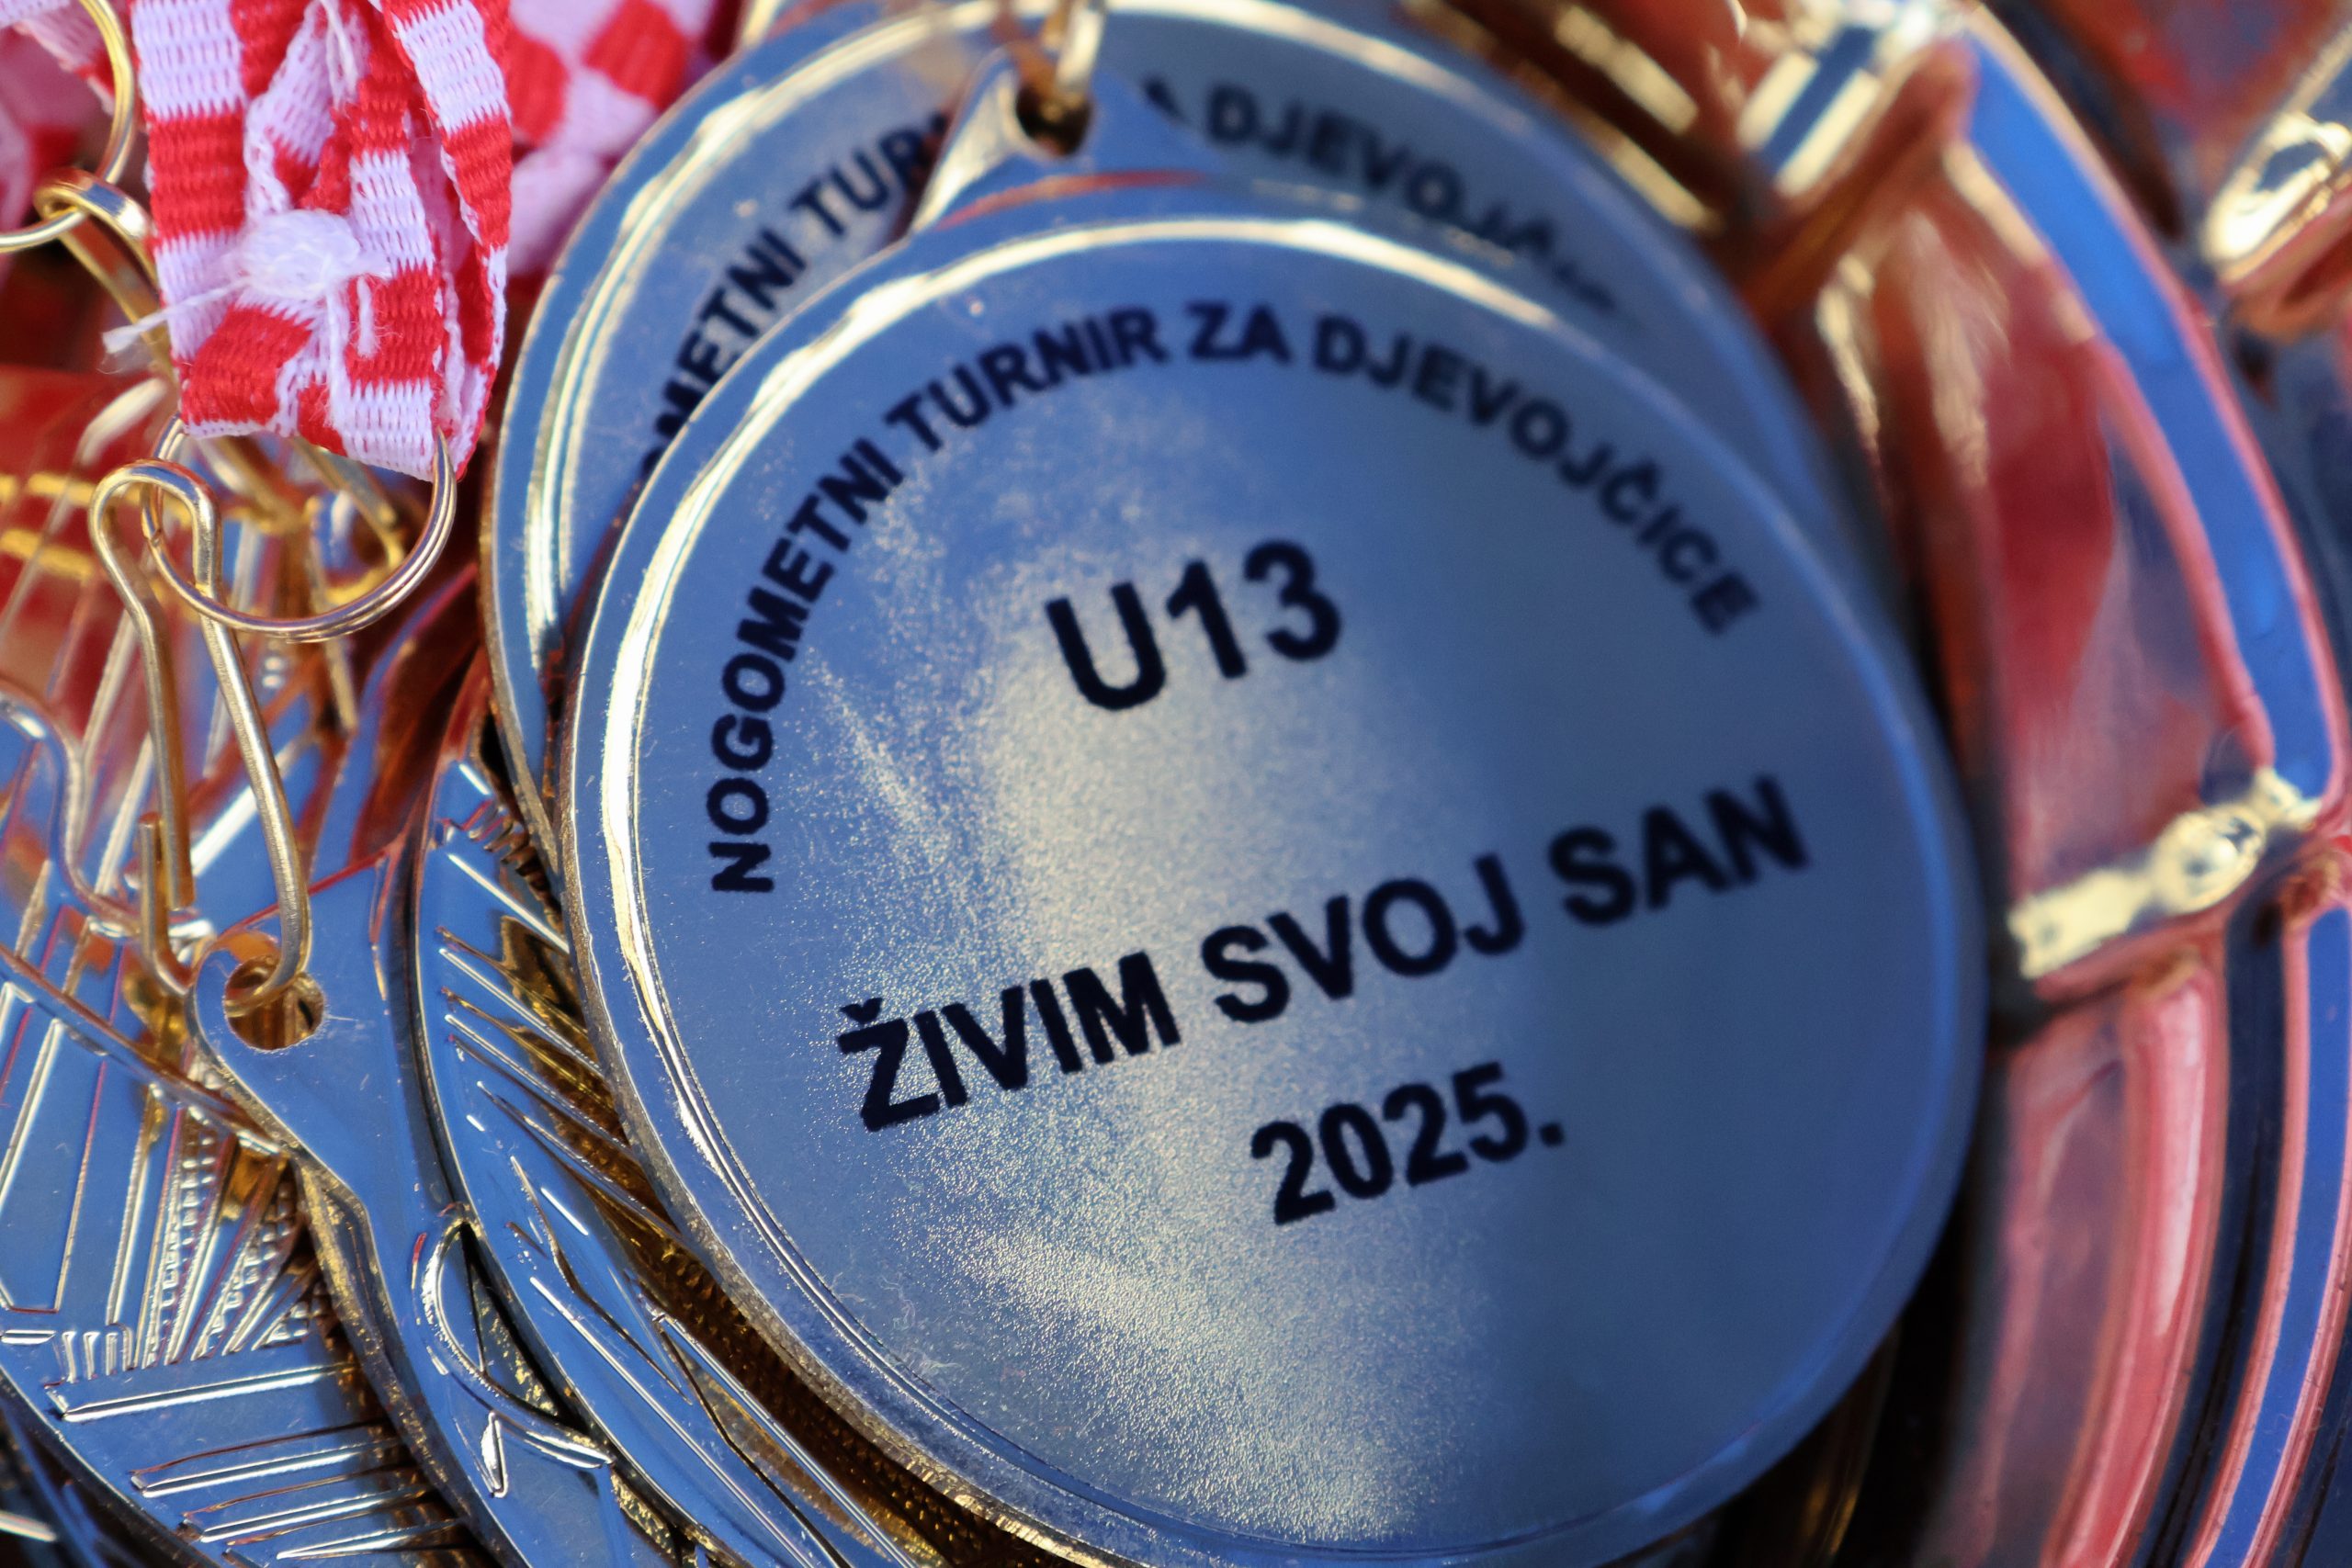 NOGOMETNI TURNIR ZA DJEVOJČICE
U13
ŽIVIM SVOJ SAN
2025.